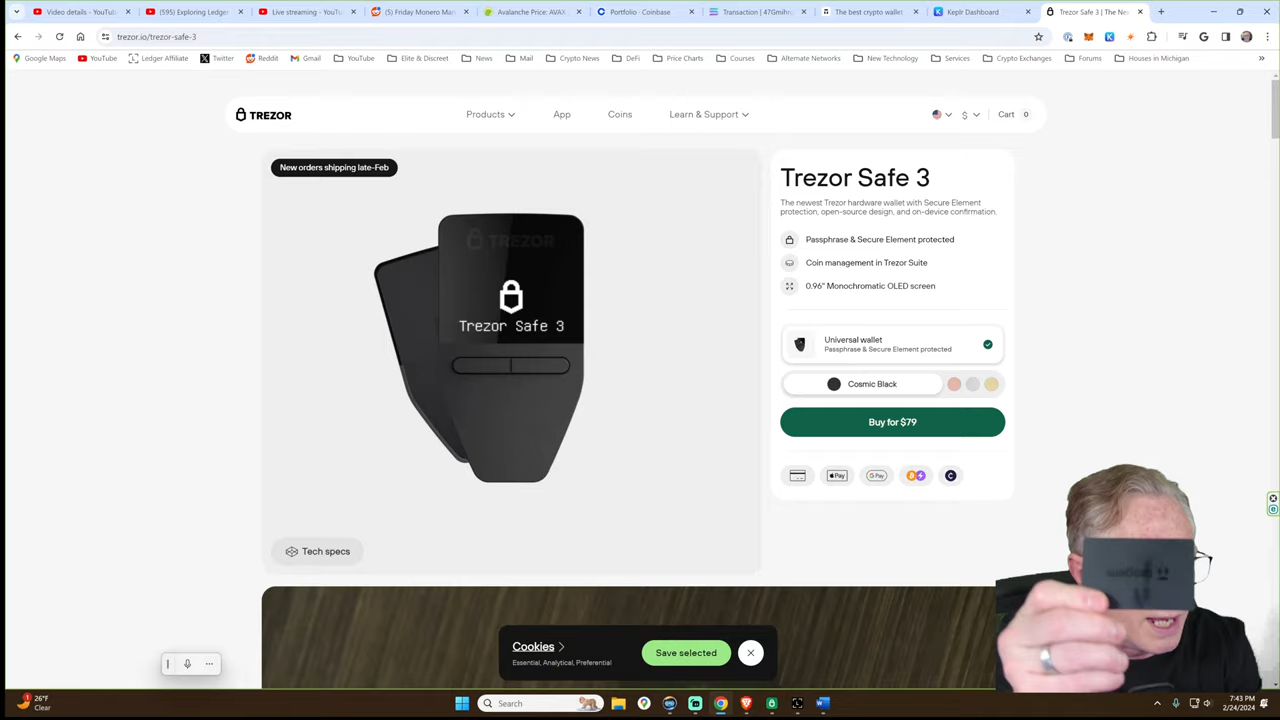 Video details - YouTub
(595) Exploring Ledger
Live streaming - YouTu
(5) Friday Monero Mar
Avalanche Price: AVAX
Portfolio - Coinbase
Transaction | 47Gmihr
The best crypto wallet
Keplr Dashboard
Trezor Safe 3 | The Ne
trezor.io/trezor-safe-3
Google Maps
YouTube
Ledger Affiliate
Twitter
Reddit
Gmail
YouTube
Elite & Discreet
News
Mail
Crypto News
DeFi
Price Charts
Courses
Alternate Networks
New Technology
Services
Crypto Exchanges
Forums
Houses in Michigan
TREZOR
Products
App
Coins
Learn & Support
$
Cart 0
New orders shipping late-Feb
TREZOR
Trezor Safe 3
Tech specs
Trezor Safe 3
The newest Trezor hardware wallet with Secure Element
protection, open-source design, and on-device confirmation.
Passphrase & Secure Element protected
Coin management in Trezor Suite
0.96" Monochromatic OLED screen
Universal wallet
Passphrase & Secure Element protected
Cosmic Black
Buy for $79
Pay
G Pay
Cookies
Essential, Analytical, Preferential
Save selected
26°F
Clear
Search
7:43 PM
2/24/2024